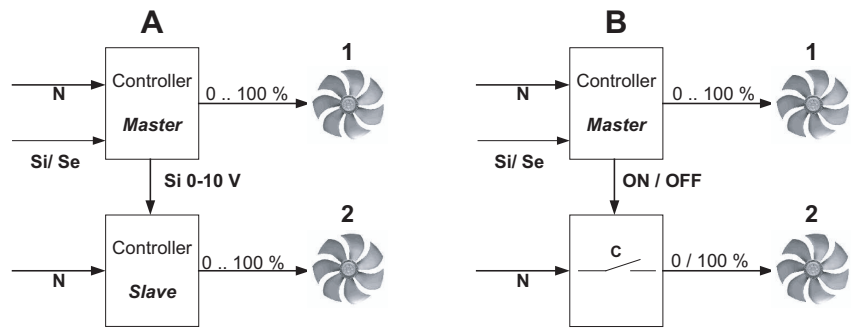 A
1
Controller
Master
N
0 .. 100 %
Si/ Se
Si 0-10 V
2
Controller
Slave
N
0 .. 100 %
B
1
Controller
Master
N
0 .. 100 %
Si/ Se
ON / OFF
2
C
N
0 / 100 %